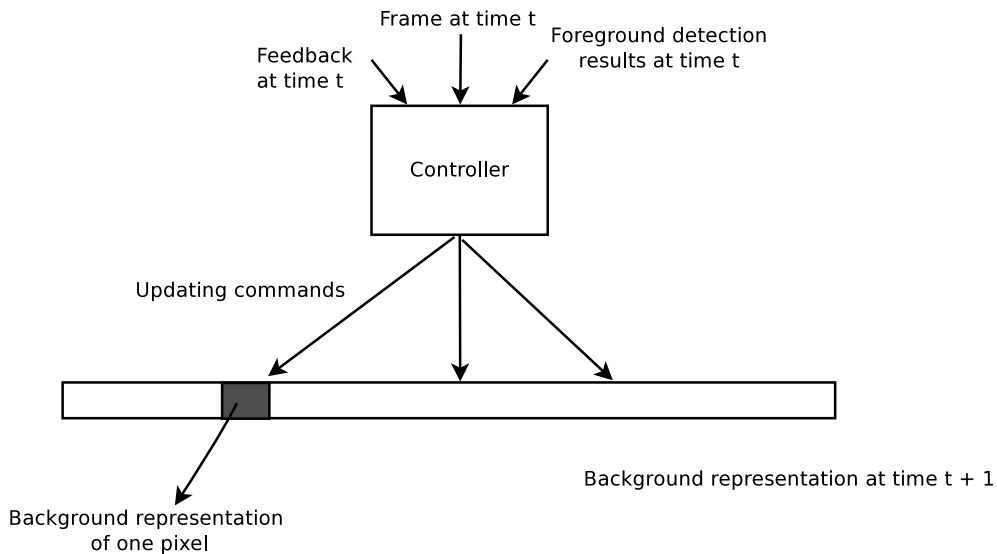 Frame at time t
Feedback
at time t
Foreground detection
results at time t
Controller
Updating commands
Background representation at time t + 1
Background representation
of one pixel